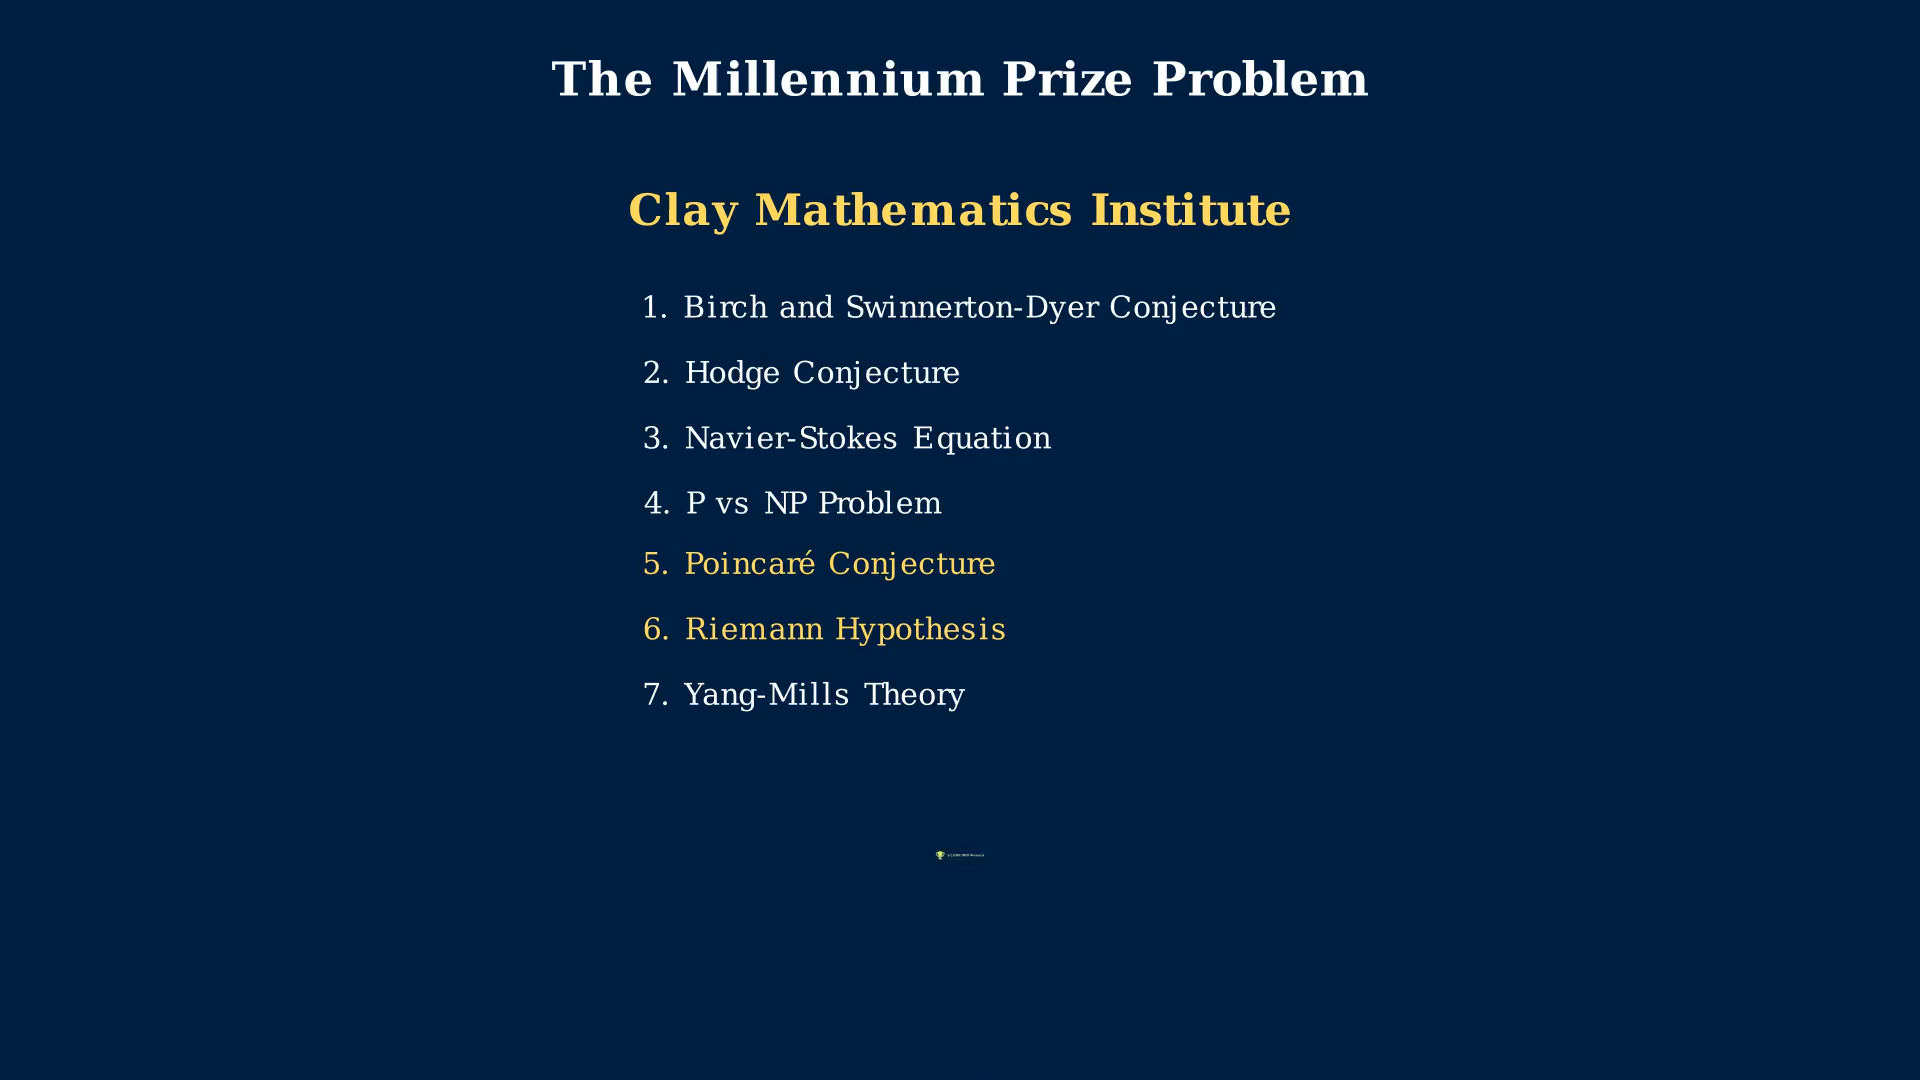 The Millennium Prize Problem
Clay Mathematics Institute
1. Birch and Swinnerton-Dyer Conjecture
2. Hodge Conjecture
3. Navier-Stokes Equation
4. P vs NP Problem
5. Poincaré Conjecture
6. Riemann Hypothesis
7. Yang-Mills Theory